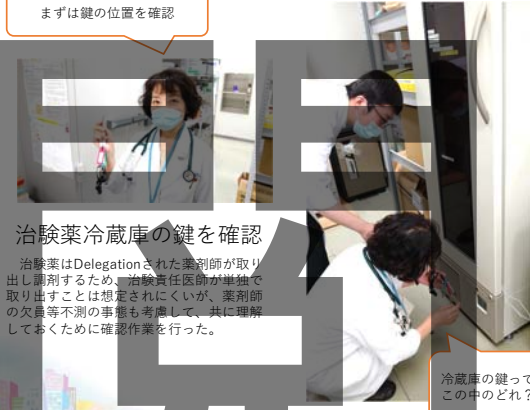 まずは鍵の位置を確認
治験薬冷蔵庫の鍵を確認
治験薬はDelegationされた薬剤師が取り
出し調剤するため、治験責任医師が単独で
取り出すことは想定されにくいが、薬剤師
の欠員等不測の事態も考慮して、共に理解
しておくために確認作業を行った。
冷蔵庫の鍵って
この中のどれ?